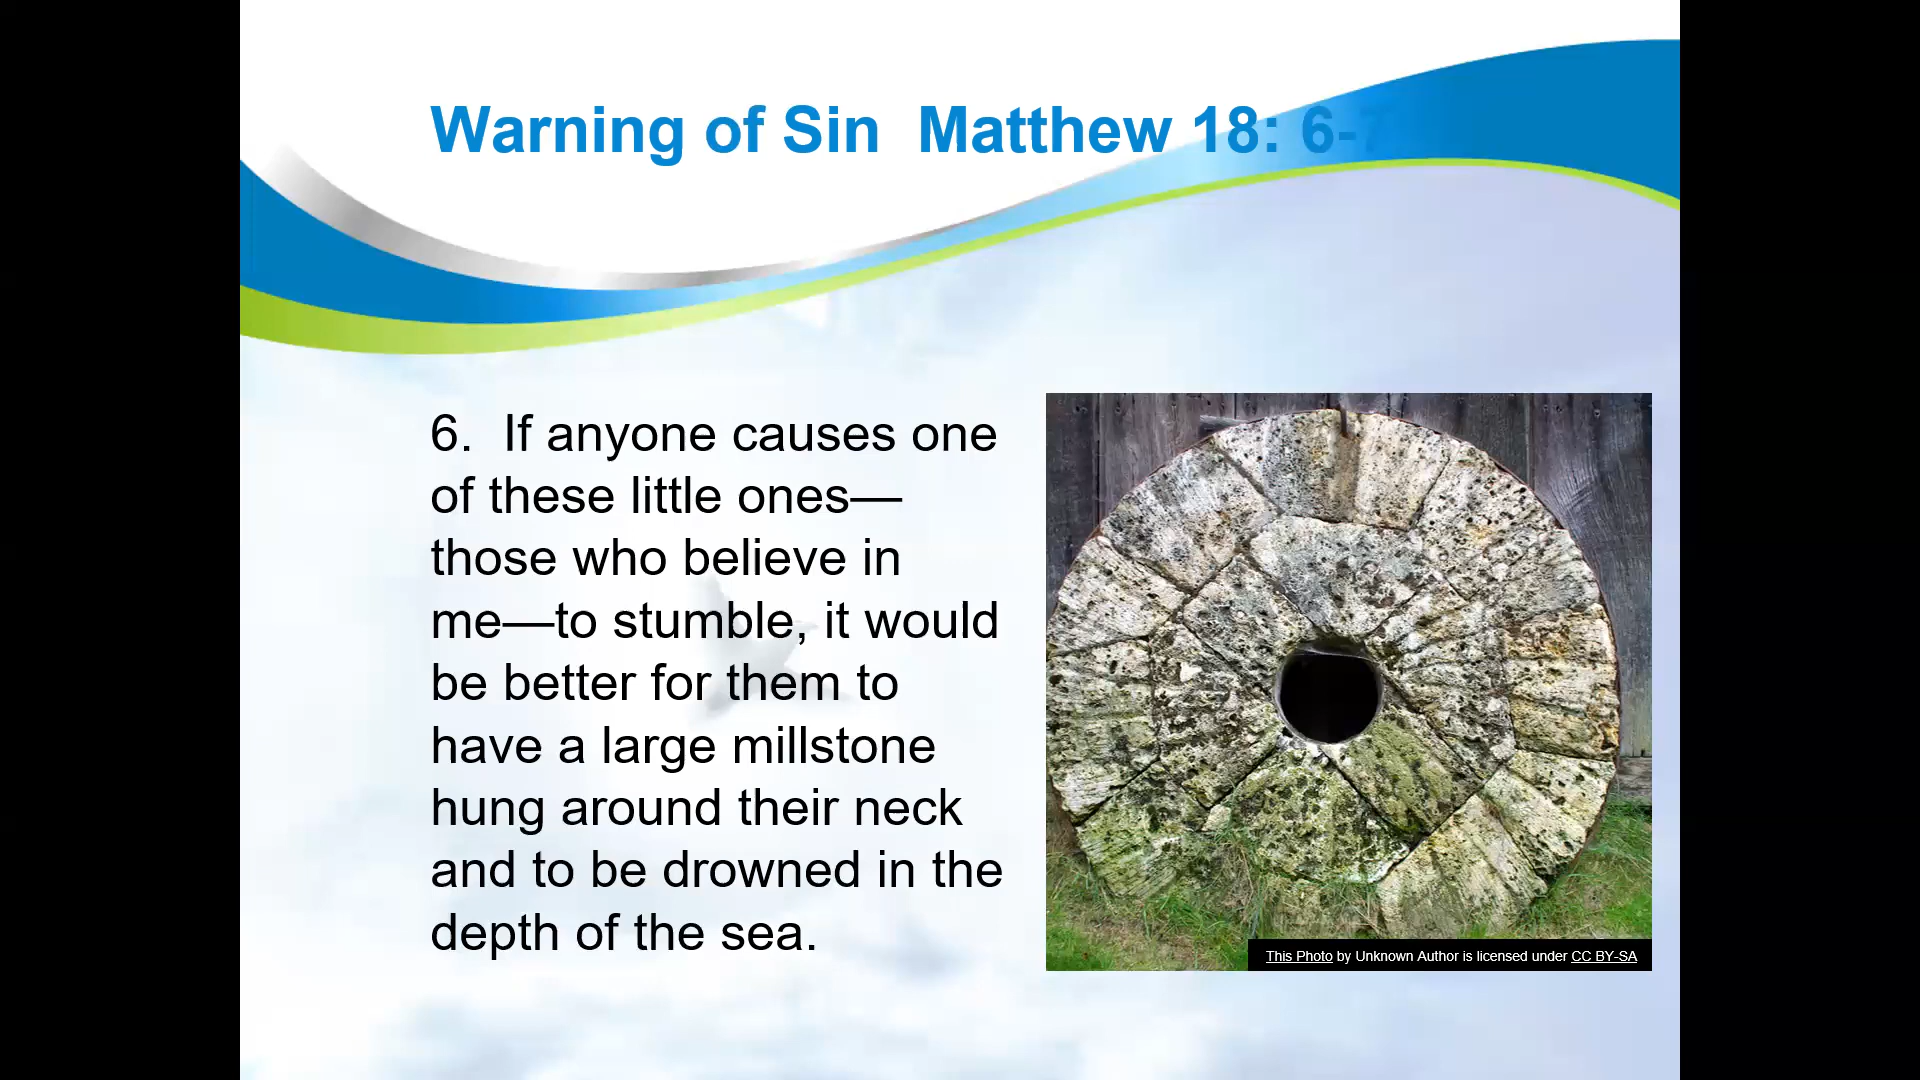 Warning of Sin  Matthew 18: 6-7
6.  If anyone causes one
of these little ones—
those who believe in
me—to stumble, it would
be better for them to
have a large millstone
hung around their neck
and to be drowned in the
depth of the sea.
This Photo by Unknown Author is licensed under CC BY-SA